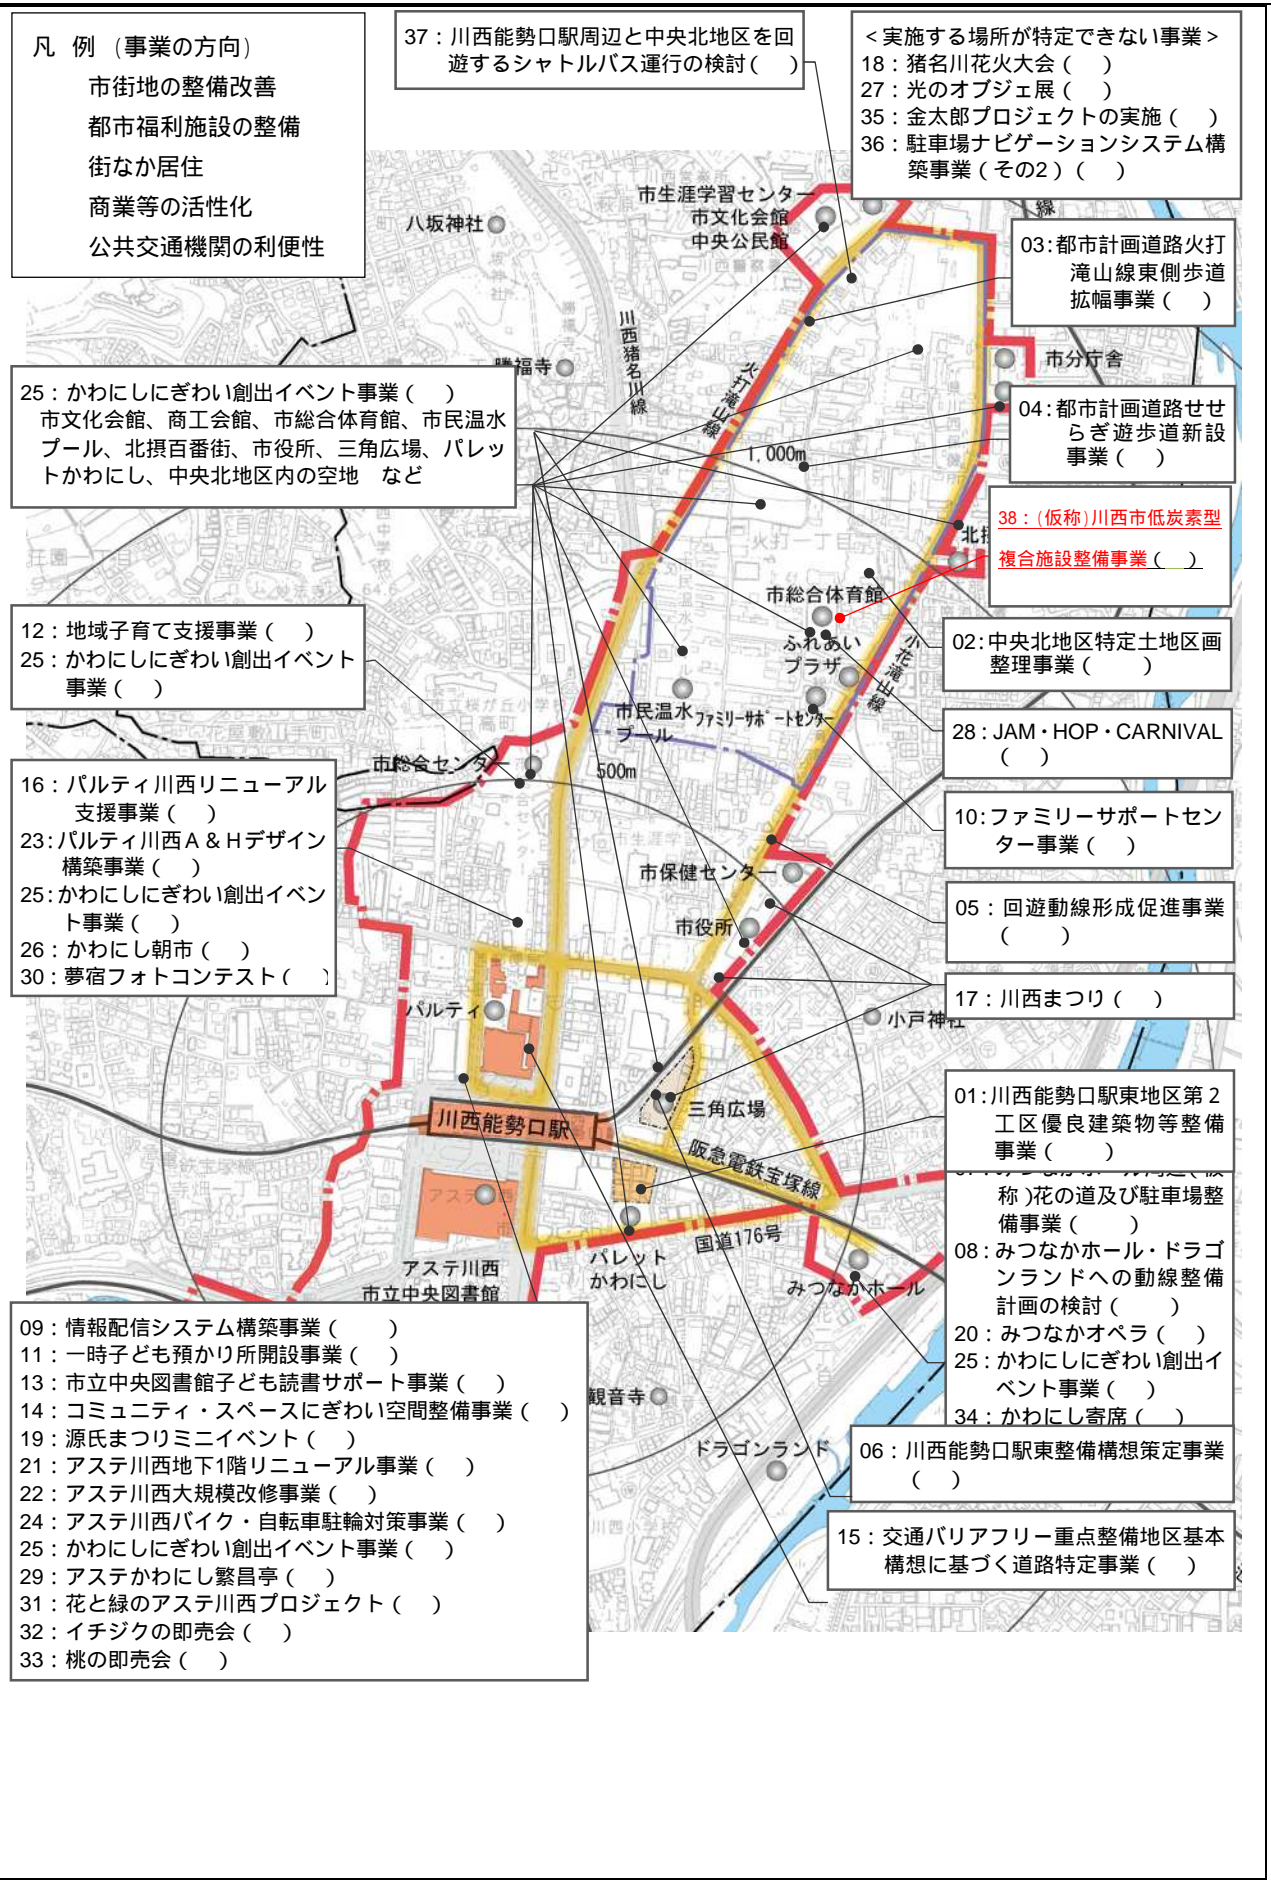 凡 例 (事業の方向)
市街地の整備改善
都市福利施設の整備
街なか居住
商業等の活性化
公共交通機関の利便性
37：川西能勢口駅周辺と中央北地区を回
遊するシャトルバス運行の検討（　）
＜実施する場所が特定できない事業＞
18：猪名川花火大会（　）
27：光のオブジェ展（　）
35：金太郎プロジェクトの実施（　）
36：駐車場ナビゲーションシステム構
築事業（その2）（　）
市生涯学習センター
市文化会館
中央公民館
八坂神社
線
03：都市計画道路火打
滝山線東側歩道
拡幅事業（　）
川西猪名川線
火打滝山線
勝福寺
市分庁舎
25：かわにしにぎわい創出イベント事業（　）
市文化会館、商工会館、市総合体育館、市民温水
プール、北摂百番街、市役所、三角広場、パレッ
トかわにし、中央北地区内の空地　など
04：都市計画道路せせ
らぎ遊歩道新設
事業（　）
1,000m
38：(仮称)川西市低炭素型
複合施設整備事業（　）
北摂
火打一丁目
市総合体育館
ふれあい
プラザ
小花滝山線
12：地域子育て支援事業（　）
25：かわにしにぎわい創出イベント
事業（　）
02：中央北地区特定土地区画
整理事業（　　）
市民温水
プール
ファミリーサポートセンター
28：JAM・HOP・CARNIVAL
（　）
市総合センター
500m
16：パルティ川西リニューアル
支援事業（　）
23：パルティ川西A＆Hデザイン
構築事業（　）
25：かわにしにぎわい創出イベン
ト事業（　）
26：かわにし朝市（　）
30：夢宿フォトコンテスト（　）
10：ファミリーサポートセン
ター事業（　）
市保健センター
市役所
05：回遊動線形成促進事業
（　　）
17：川西まつり（　）
パルティ
小戸神社
三角広場
川西能勢口駅
阪急電鉄宝塚線
01：川西能勢口駅東地区第２
工区優良建築物等整備
事業（　　）
称）花の道及び駐車場整
備事業（　　）
08：みつなかホール・ドラゴ
ンランドへの動線整備
計画の検討（　　）
20：みつなかオペラ（　）
25：かわにしにぎわい創出イ
ベント事業（　）
34：かわにし寄席（　）
国道176号
パレット
かわにし
みつなかホール
アステ川西
市立中央図書館
09：情報配信システム構築事業（　　）
11：一時子ども預かり所開設事業（　）
13：市立中央図書館子ども読書サポート事業（　）
14：コミュニティ・スペースにぎわい空間整備事業（　）
19：源氏まつりミニイベント（　）
21：アステ川西地下1階リニューアル事業（　）
22：アステ川西大規模改修事業（　）
24：アステ川西バイク・自転車駐輪対策事業（　）
25：かわにしにぎわい創出イベント事業（　）
29：アステかわにし繁昌亭（　）
31：花と緑のアステ川西プロジェクト（　）
32：イチジクの即売会（　）
33：桃の即売会（　）
観音寺
ドラゴンランド
06：川西能勢口駅東整備構想策定事業
（　）
15：交通バリアフリー重点整備地区基本
構想に基づく道路特定事業（　）